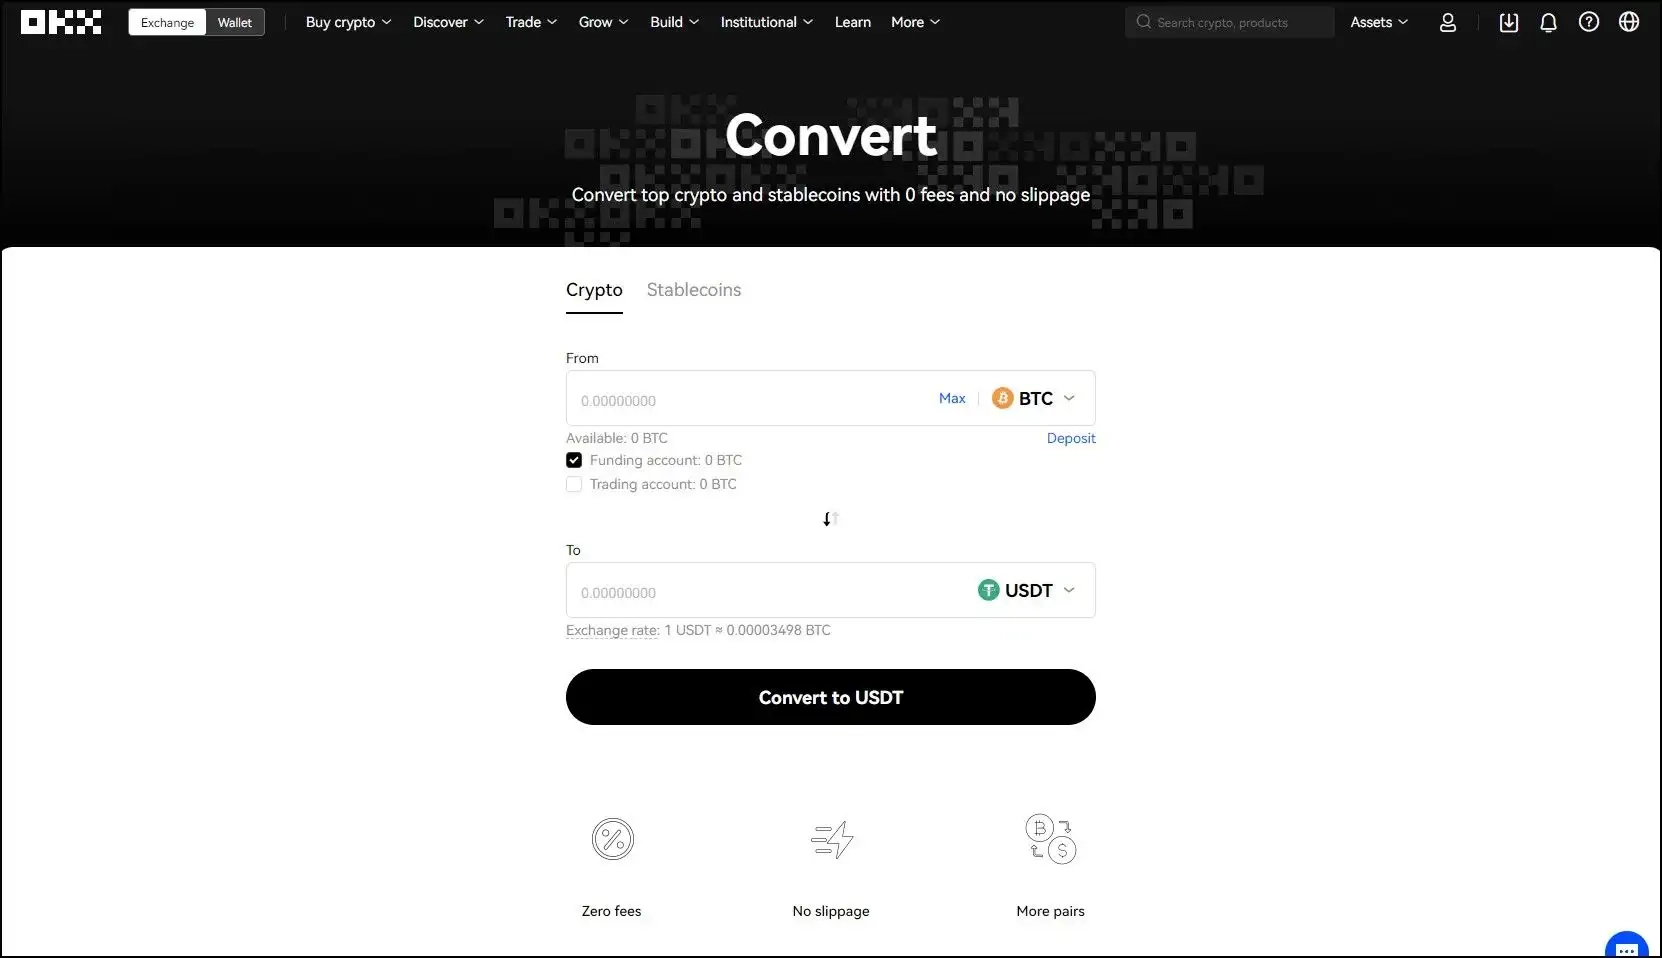 OKX Exchange Wallet Buy crypto Discover Trade Grow Build Institutional Learn More Search crypto, products Assets
Convert
Convert top crypto and stablecoins with 0 fees and no slippage
Crypto Stablecoins
From
0.00000000 Max BTC
Available: 0 BTC Deposit
Funding account: 0 BTC
Trading account: 0 BTC
To
0.00000000 USDT
Exchange rate: 1 USDT ≈ 0.00003498 BTC
Convert to USDT
Zero fees No slippage More pairs